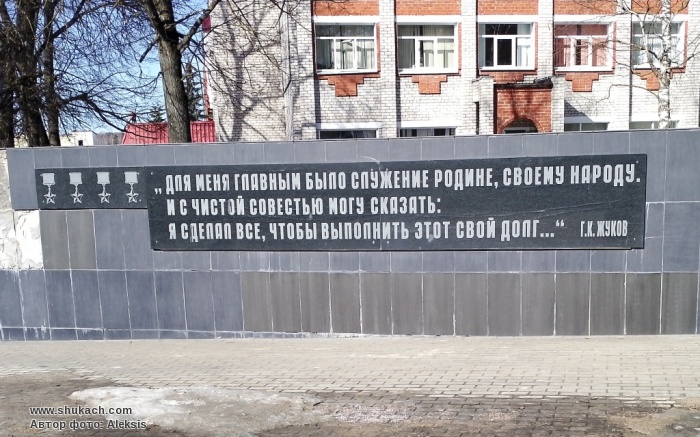 „ДЛЯ МЕНЯ ГЛАВНЫМ БЫЛО СЛУЖЕНИЕ РОДИНЕ, СВОЕМУ НАРОДУ.
И С ЧИСТОЙ СОВЕСТЬЮ МОГУ СКАЗАТЬ:
Я СДЕЛАЛ ВСЕ, ЧТОБЫ ВЫПОЛНИТЬ ЭТОТ СВОЙ ДОЛГ..."
Г.К.ЖУКОВ
www.shukach.com
Автор фото: Aleksis